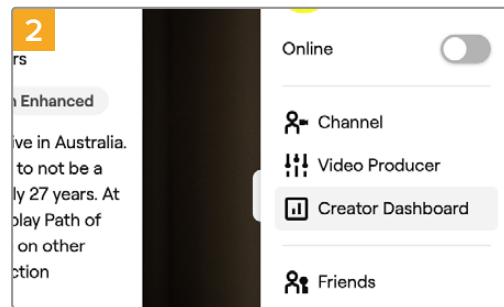 2
rs
Enhanced
ive in Australia.
to not be a
ly 27 years. At
play Path of
on other
ction
Online
Channel
Video Producer
Creator Dashboard
Friends